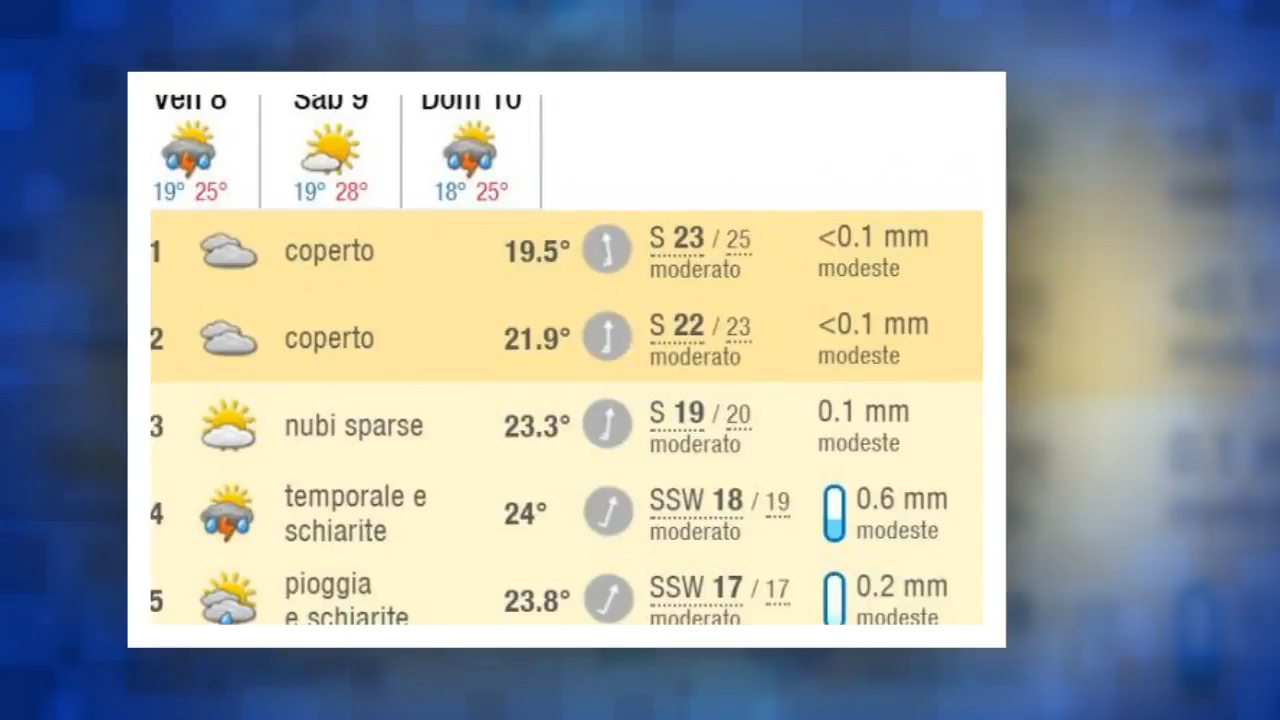 Ven 8 Sab 9 Dom 10
19° 25° 19° 28° 18° 25°
1 coperto 19.5° S 23 / 25 <0.1 mm
moderato modeste
2 coperto 21.9° S 22 / 23 <0.1 mm
moderato modeste
3 nubi sparse 23.3° S 19 / 20 0.1 mm
moderato modeste
4 temporale e 24° SSW 18 / 19 0.6 mm
schiarite moderato modeste
5 pioggia 23.8° SSW 17 / 17 0.2 mm
e schiarite moderato modeste